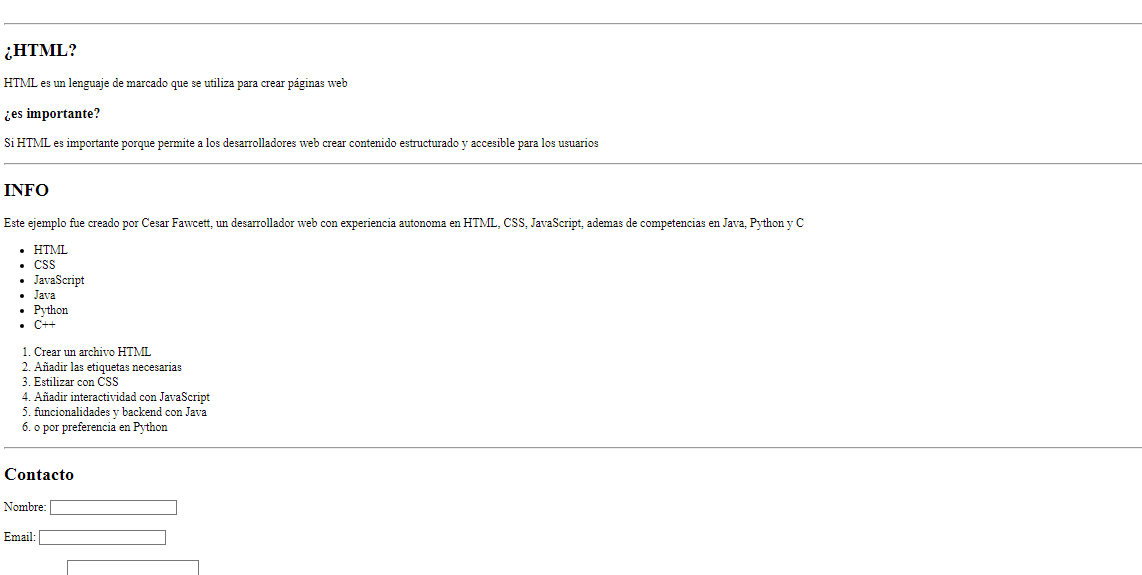 ¿HTML?
HTML es un lenguaje de marcado que se utiliza para crear páginas web
¿es importante?
Si HTML es importante porque permite a los desarrolladores web crear contenido estructurado y accesible para los usuarios
INFO
Este ejemplo fue creado por Cesar Fawcett, un desarrollador web con experiencia autonoma en HTML, CSS, JavaScript, ademas de competencias en Java, Python y C
• HTML
• CSS
• JavaScript
• Java
• Python
• C++
1. Crear un archivo HTML
2. Añadir las etiquetas necesarias
3. Estilizar con CSS
4. Añadir interactividad con JavaScript
5. funcionalidades y backend con Java
6. o por preferencia en Python
Contacto
Nombre:
Email: